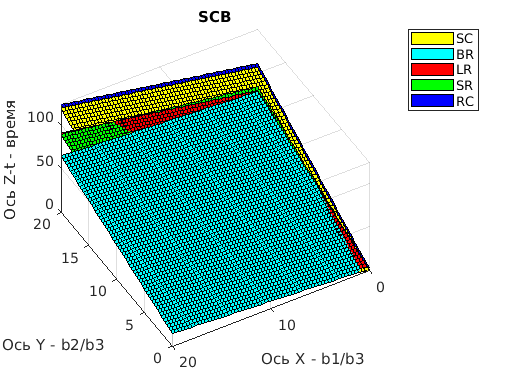 SCB
SC
BR
LR
SR
RC
Ось Z-t - время
100
50
0
20
15
10
5
0
Ось Y - b2/b3
20
10
0
Ось X - b1/b3